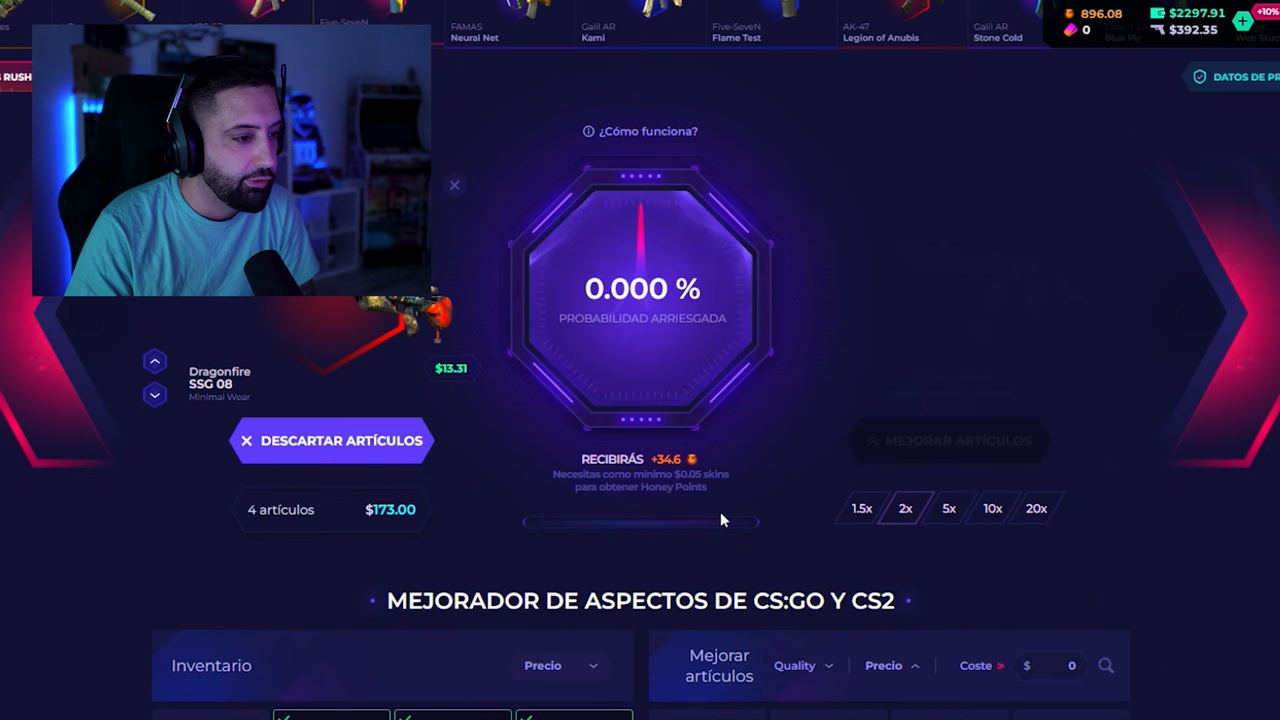 Five-SeveN
FAMAS
Neural Net
Galil AR
Kami
Five-SeveN
Flame Test
AK-47
Legion of Anubis
Galil AR
Stone Cold
896.08
$2297.91
+10%
0
$392.35
Blue Ply
S RUSH
DATOS DE PR
¿Cómo funciona?
0.000 %
PROBABILIDAD ARRIESGADA
$13.31
Dragonfire
SSG 08
Minimal Wear
DESCARTAR ARTÍCULOS
MEJORAR ARTÍCULOS
RECIBIRÁS +34.6
Necesitas como mínimo $0.05 skins
para obtener Honey Points
4 artículos $173.00
1.5x 2x 5x 10x 20x
MEJORADOR DE ASPECTOS DE CS:GO Y CS2
Inventario
Precio
Mejorar
artículos
Quality
Precio
Coste >
$ 0